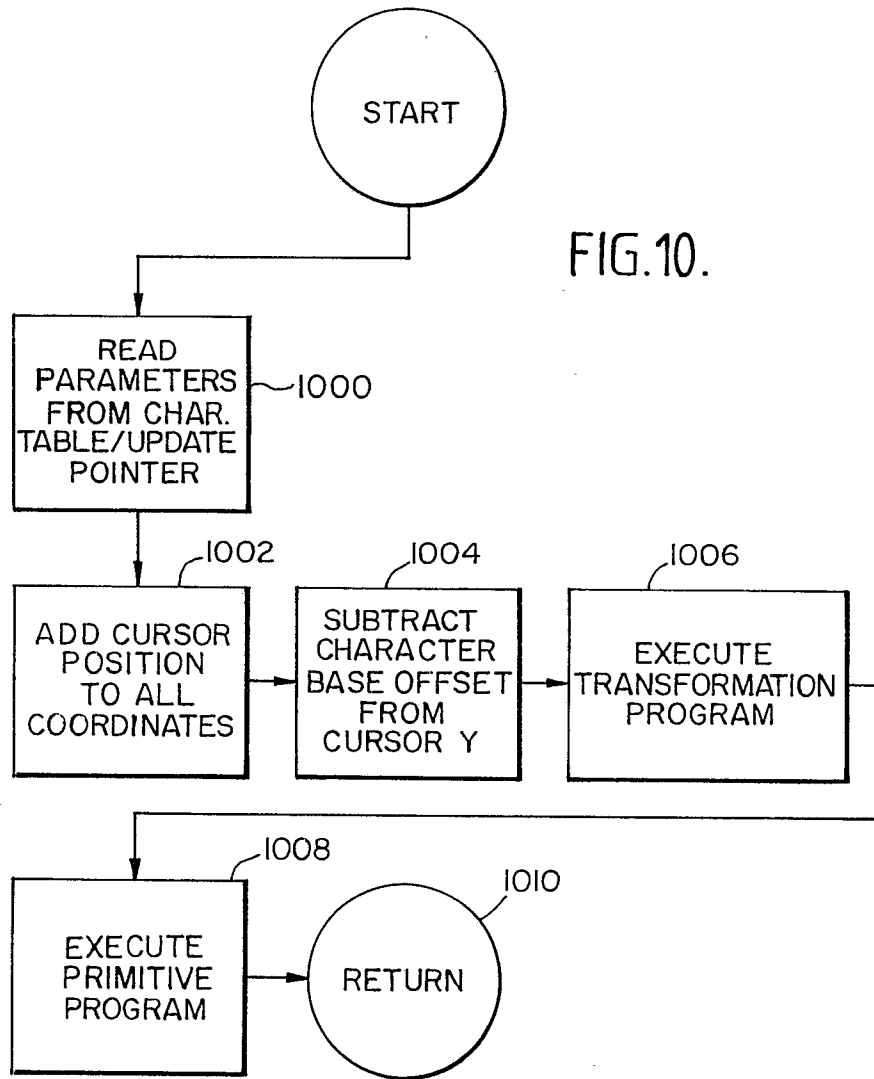 START
FIG.10.
READ
PARAMETERS
FROM CHAR.
TABLE/UPDATE
POINTER
1000
1002
ADD CURSOR
POSITION
TO ALL
COORDINATES
1004
SUBTRACT
CHARACTER
BASE OFFSET
FROM
CURSOR Y
1006
EXECUTE
TRANSFORMATION
PROGRAM
1008
EXECUTE
PRIMITIVE
PROGRAM
1010
RETURN